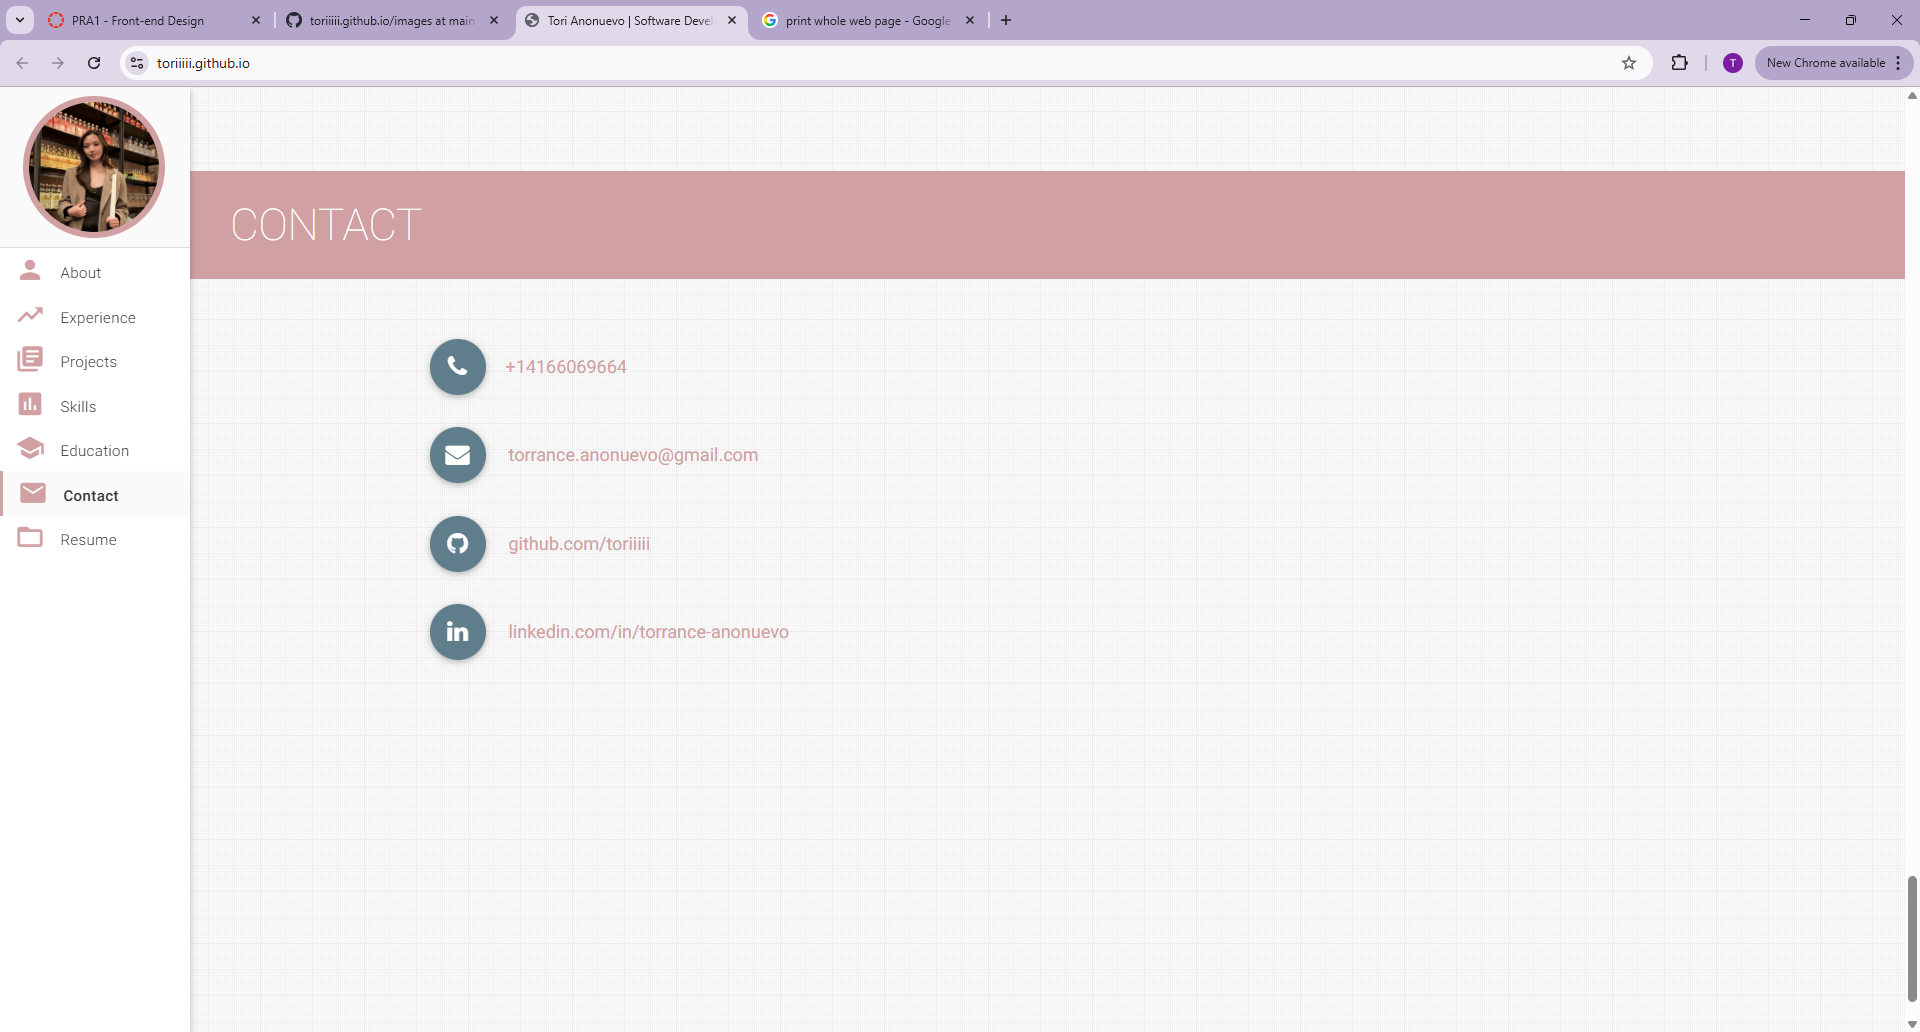 PRA1 - Front-end Design
toriiiii.github.io/images at main
Tori Anonuevo | Software Devel
print whole web page - Google
toriiiii.github.io
T
New Chrome available
CONTACT
About
Experience
Projects
Skills
Education
Contact
Resume
+14166069664
torrance.anonuevo@gmail.com
github.com/toriiiii
in
linkedin.com/in/torrance-anonuevo